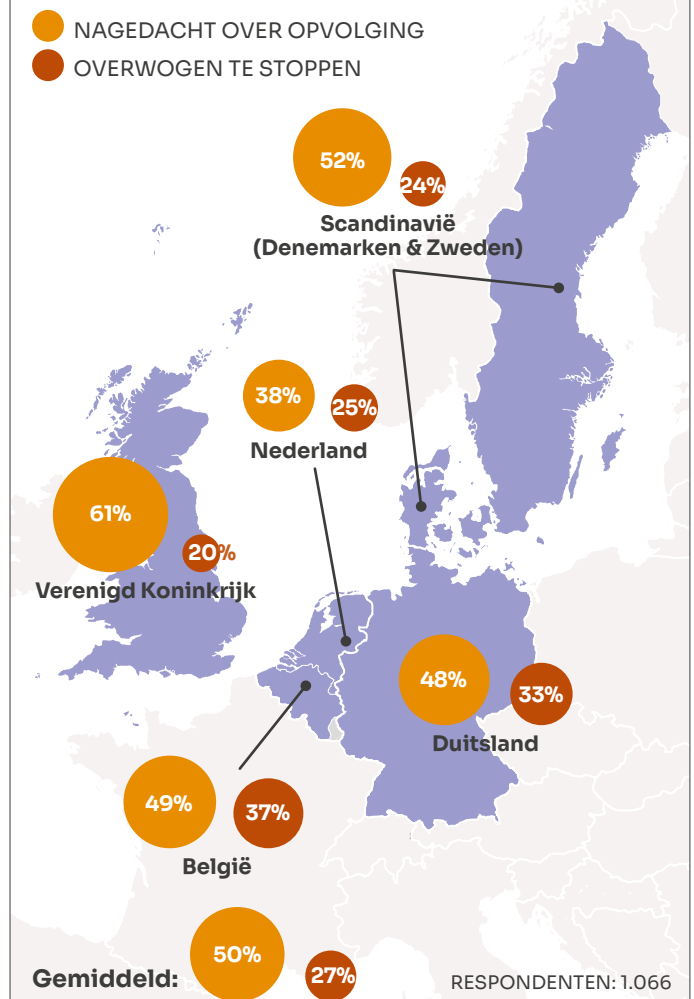 NAGEDACHT OVER OPVOLGING
OVERWOGEN TE STOPPEN
52%
24%
Scandinavië
(Denemarken & Zweden)
38%
25%
Nederland
61%
20%
Verenigd Koninkrijk
48%
33%
Duitsland
49%
37%
België
50%
27%
Gemiddeld:
RESPONDENTEN: 1.066